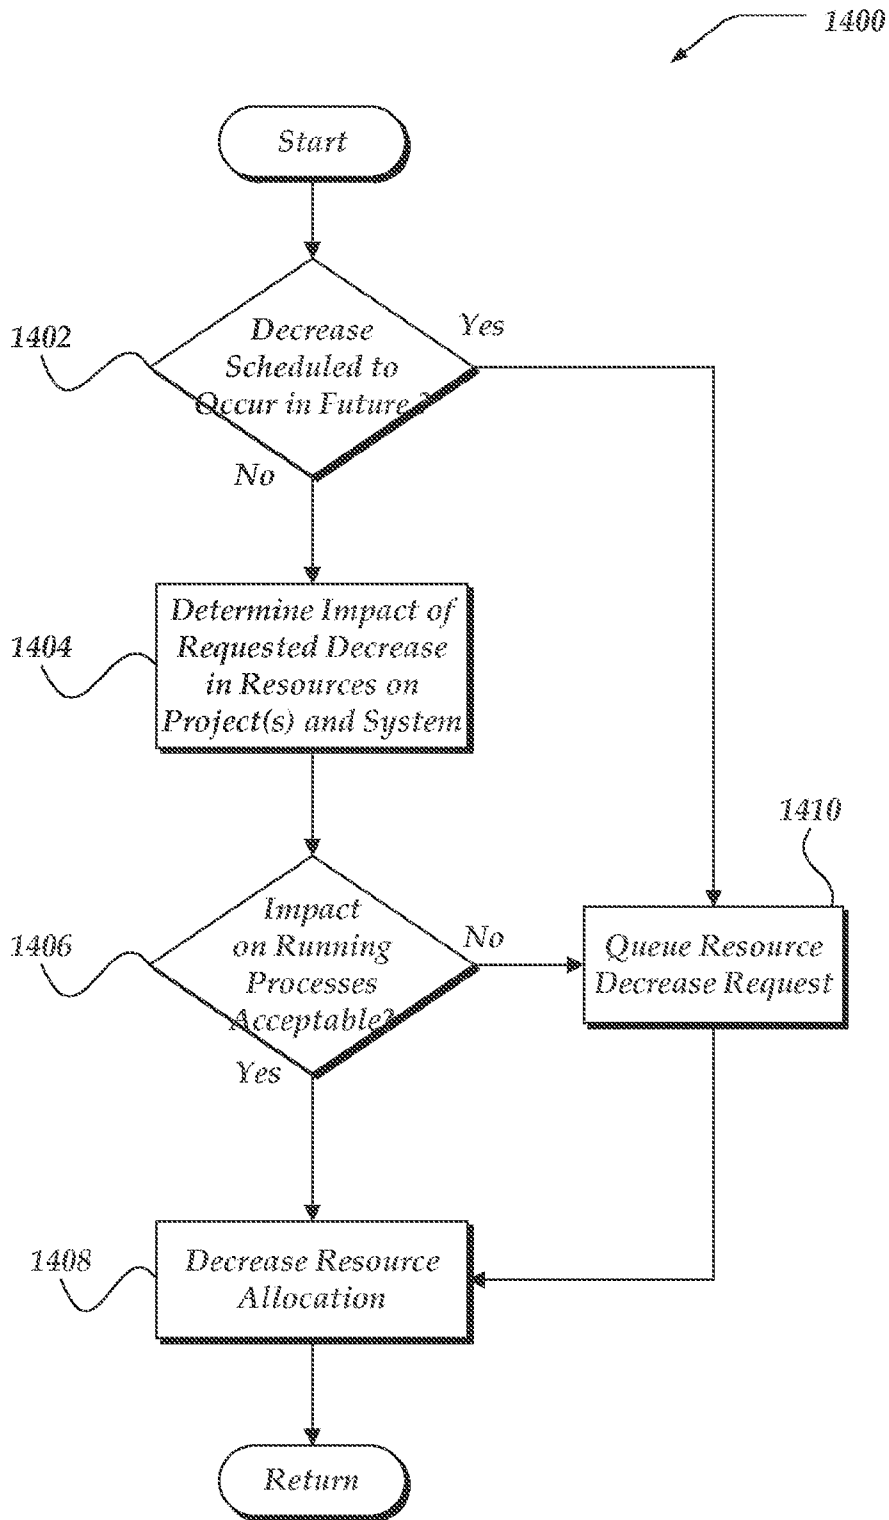 1400
Start
1402
Decrease
Scheduled to
Occur in Future ?
Yes
No
1404
Determine Impact of
Requested Decrease
in Resources on
Project(s) and System
1410
1406
Impact
on Running
Processes
Acceptable?
No
Yes
Queue Resource
Decrease Request
1408
Decrease Resource
Allocation
Return